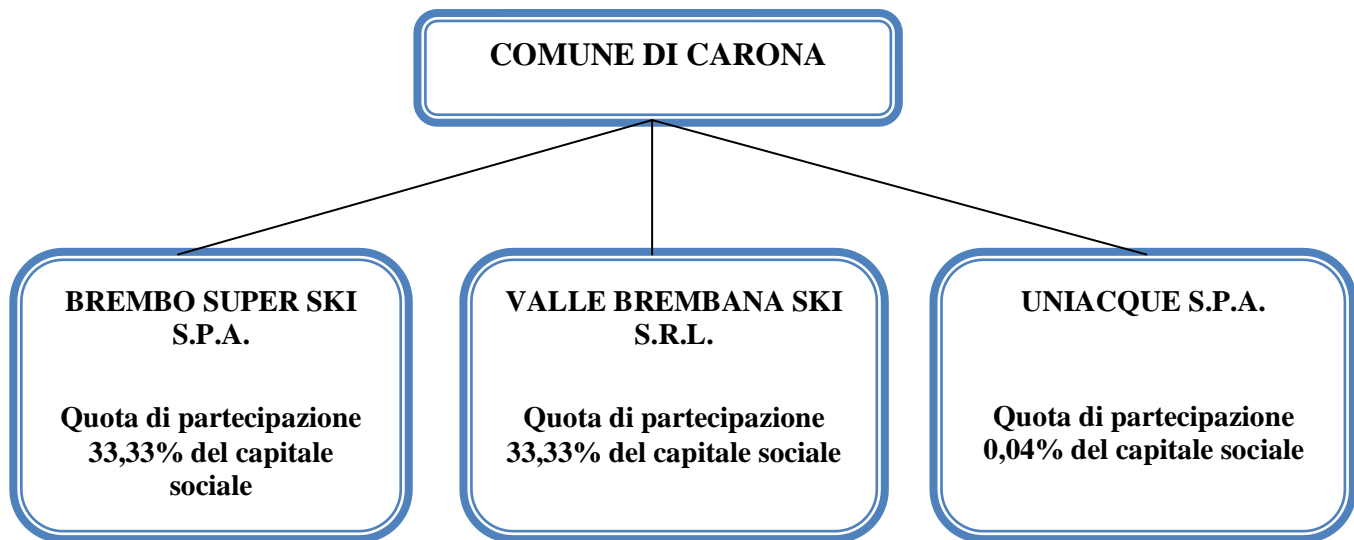 COMUNE DI CARONA
BREMBO SUPER SKI
S.P.A.
Quota di partecipazione
33,33% del capitale
sociale
VALLE BREMBANA SKI
S.R.L.
Quota di partecipazione
33,33% del capitale sociale
UNIACQUE S.P.A.
Quota di partecipazione
0,04% del capitale sociale